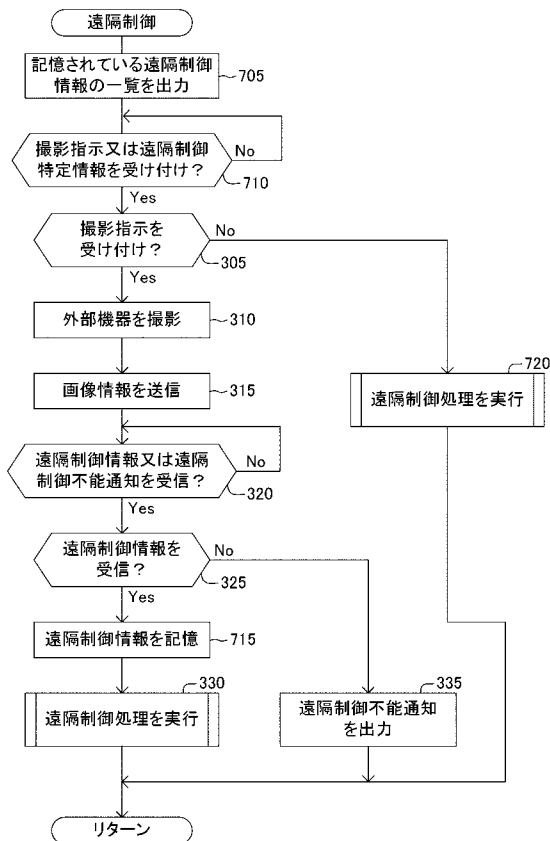 遠隔制御
記憶されている遠隔制御
情報の一覧を出力
705
撮影指示又は遠隔制御
特定情報を受け付け？
No
710
Yes
撮影指示を
受け付け？
No
305
Yes
外部機器を撮影
310
720
遠隔制御処理を実行
画像情報を送信
315
遠隔制御情報又は遠隔
制御不能通知を受信？
No
320
Yes
遠隔制御情報を
受信？
No
325
Yes
遠隔制御情報を記憶
715
330
遠隔制御処理を実行
335
遠隔制御不能通知
を出力
リターン